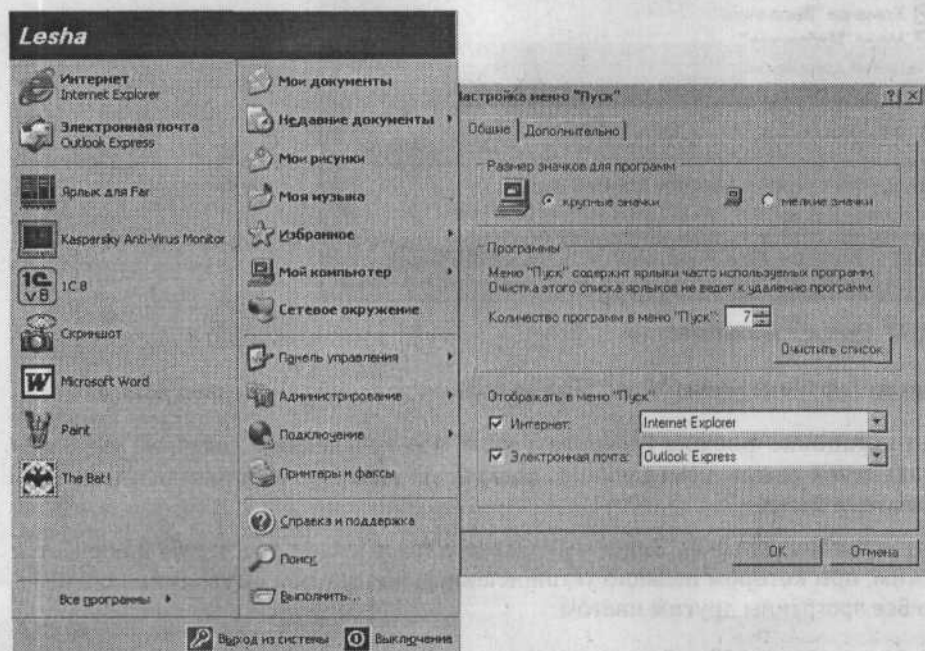 Lesha
Интернет
Internet Explorer
Электронная почта
Outlook Express
Ярлык для Far
Kaspersky Anti-Virus Monitor
1C v8
1C 8
Скриншот
Microsoft Word
Paint
The Bat!
Все программы
Мои документы
Недавние документы
Мои рисунки
Моя музыка
Избранное
Мой компьютер
Сетевое окружение
Панель управления
Администрирование
Подключение
Принтеры и факсы
Справка и поддержка
Поиск
Выполнить...
Выход из системы
Выключение
астройка меню "Пуск"
Общие
Дополнительно
Размер значков для программ
крупные значки
мелкие значки
Программы
Меню "Пуск" содержит ярлыки часто используемых программ.
Очистка этого списка ярлыков не ведет к удалению программ.
Количество программ в меню "Пуск": 7
Очистить список
Отображать в меню "Пуск"
Интернет: Internet Explorer
Электронная почта: Outlook Express
OK
Отмена